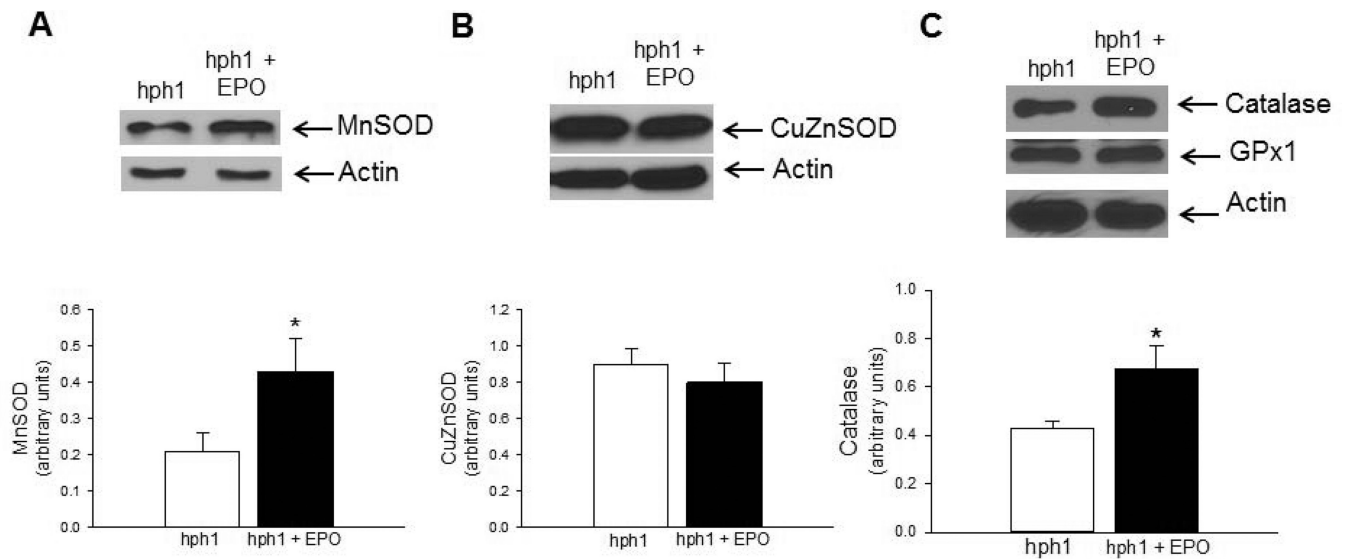 A
hph1
hph1 +
EPO
MnSOD
Actin
0.6
0.5
0.4
0.3
0.2
0.1
0.0
MnSOD
(arbitrary units)
*
hph1
hph1 + EPO
B
hph1
hph1 +
EPO
CuZnSOD
Actin
1.2
1.0
0.8
0.6
0.4
0.2
0.0
CuZnSOD
(arbitrary units)
hph1
hph1 + EPO
C
hph1
hph1 +
EPO
Catalase
GPx1
Actin
1.0
0.8
0.6
0.4
0.2
0.0
Catalase
(arbitrary units)
*
hph1
hph1 + EPO